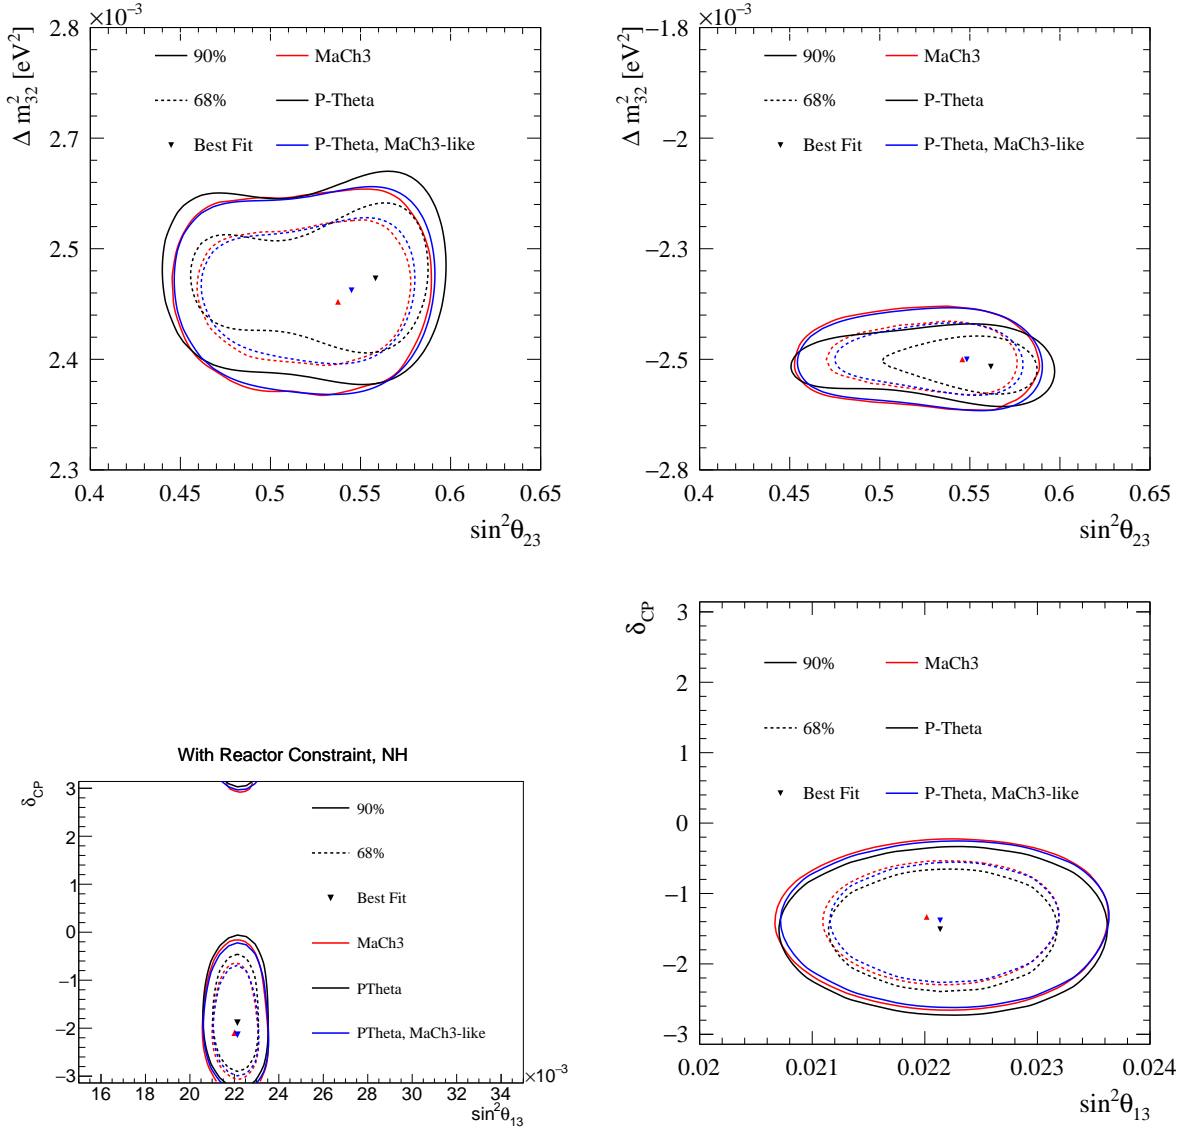 ×10⁻³
Δ m²₃₂ [eV²]
2.8
2.7
2.5
2.4
2.3
90%
MaCh3
68%
P-Theta
Best Fit
P-Theta, MaCh3-like
0.4 0.45 0.5 0.55 0.6 0.65
sin²θ₂₃
×10⁻³
Δ m²₃₂ [eV²]
−1.8
−2
−2.3
−2.5
−2.8
90%
MaCh3
68%
P-Theta
Best Fit
P-Theta, MaCh3-like
0.4 0.45 0.5 0.55 0.6 0.65
sin²θ₂₃
With Reactor Constraint, NH
δCP
3
2
1
0
−1
−2
−3
90%
68%
Best Fit
MaCh3
PTheta
PTheta, MaCh3-like
16 18 20 22 24 26 28 30 32 34
×10⁻³
sin²θ₁₃
δCP
3
2
1
0
−1
−2
−3
90%
MaCh3
68%
P-Theta
Best Fit
P-Theta, MaCh3-like
0.02 0.021 0.022 0.023 0.024
sin²θ₁₃